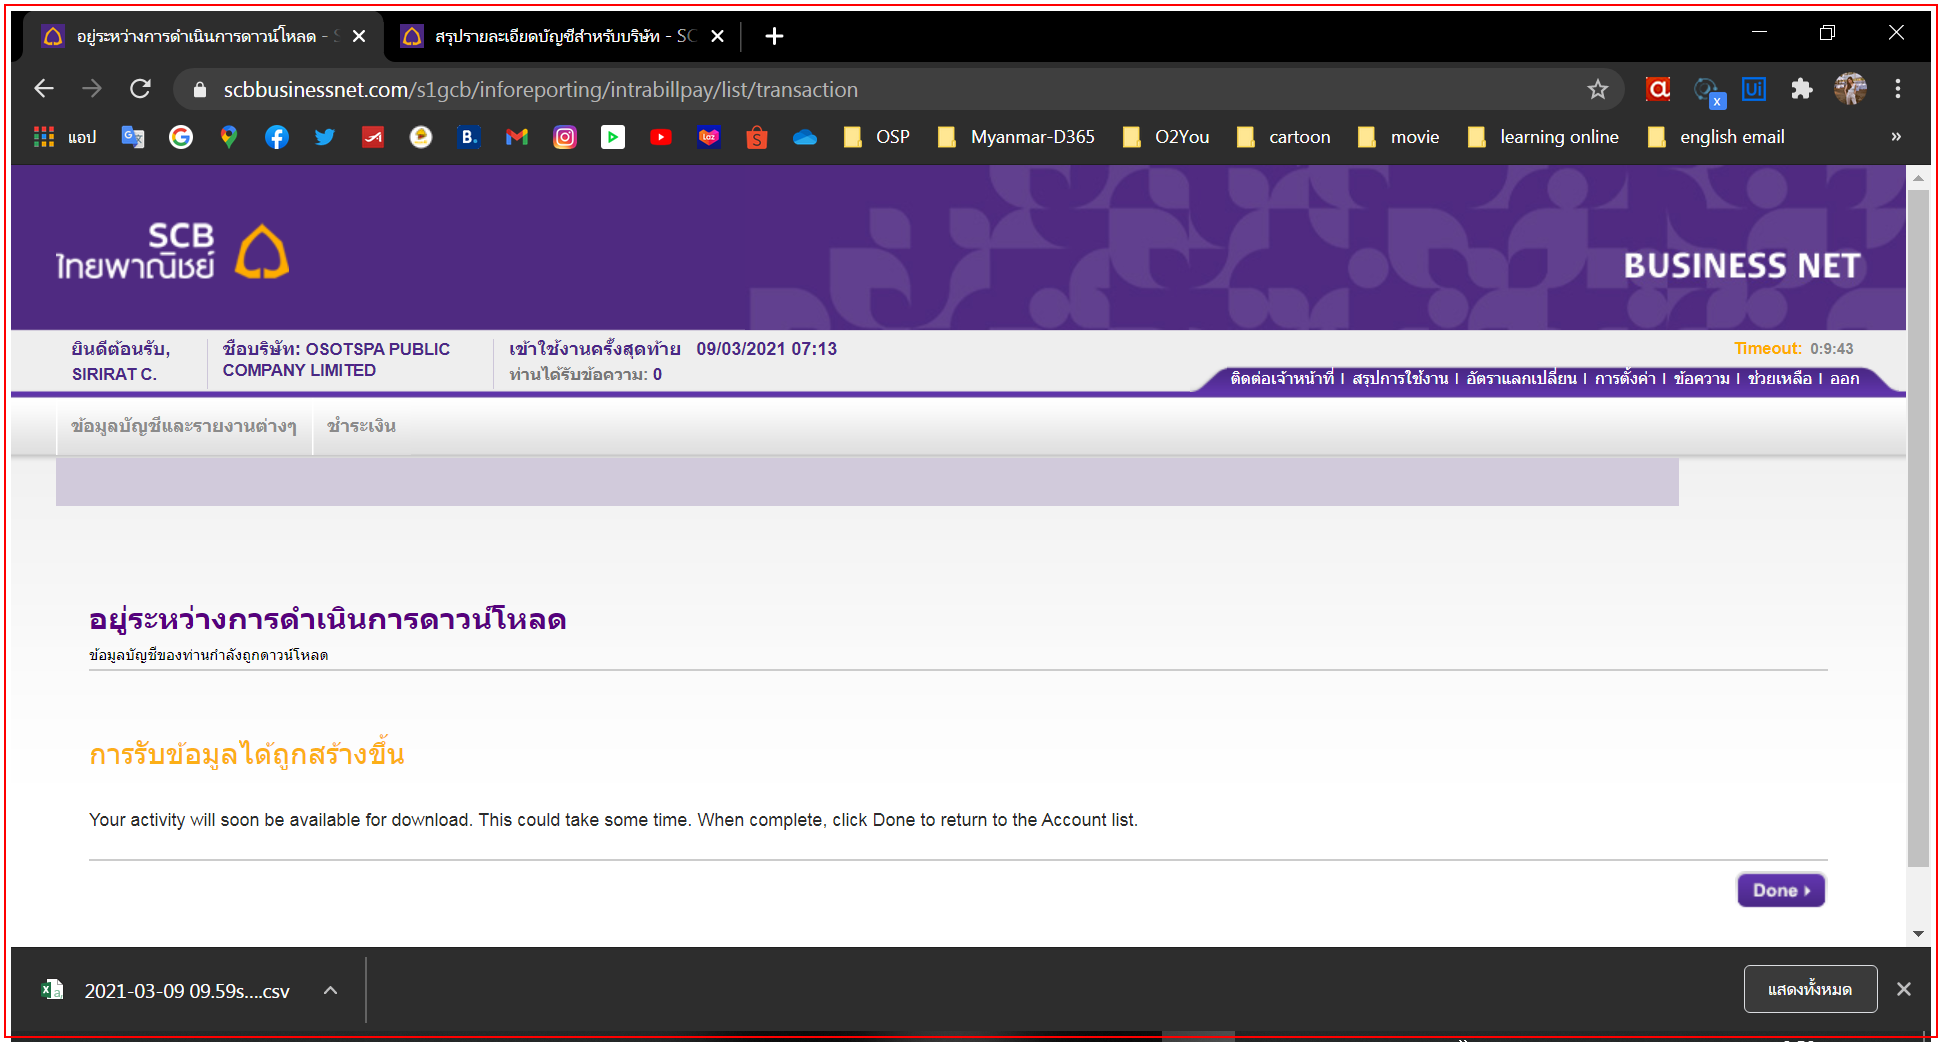 อยู่ระหว่างการดำเนินการดาวน์โหลด -
สรุปรายละเอียดบัญชีสำหรับบริษัท - SC
scbbusinessnet.com/s1gcb/inforeporting/intrabillpay/list/transaction
แอป
OSP
Myanmar-D365
O2You
cartoon
movie
learning online
english email
»
SCB
ไทยพาณิชย์
BUSINESS NET
ยินดีต้อนรับ,
SIRIRAT C.
ชื่อบริษัท: OSOTSPA PUBLIC
COMPANY LIMITED
เข้าใช้งานครั้งสุดท้าย 09/03/2021 07:13
ท่านได้รับข้อความ: 0
Timeout: 0:9:43
ติดต่อเจ้าหน้าที่ | สรุปการใช้งาน | อัตราแลกเปลี่ยน | การตั้งค่า | ข้อความ | ช่วยเหลือ | ออก
ข้อมูลบัญชีและรายงานต่างๆ
ชำระเงิน
อยู่ระหว่างการดำเนินการดาวน์โหลด
ข้อมูลบัญชีของท่านกำลังถูกดาวน์โหลด
การรับข้อมูลได้ถูกสร้างขึ้น
Your activity will soon be available for download. This could take some time. When complete, click Done to return to the Account list.
Done
2021-03-09 09.59s....csv
แสดงทั้งหมด